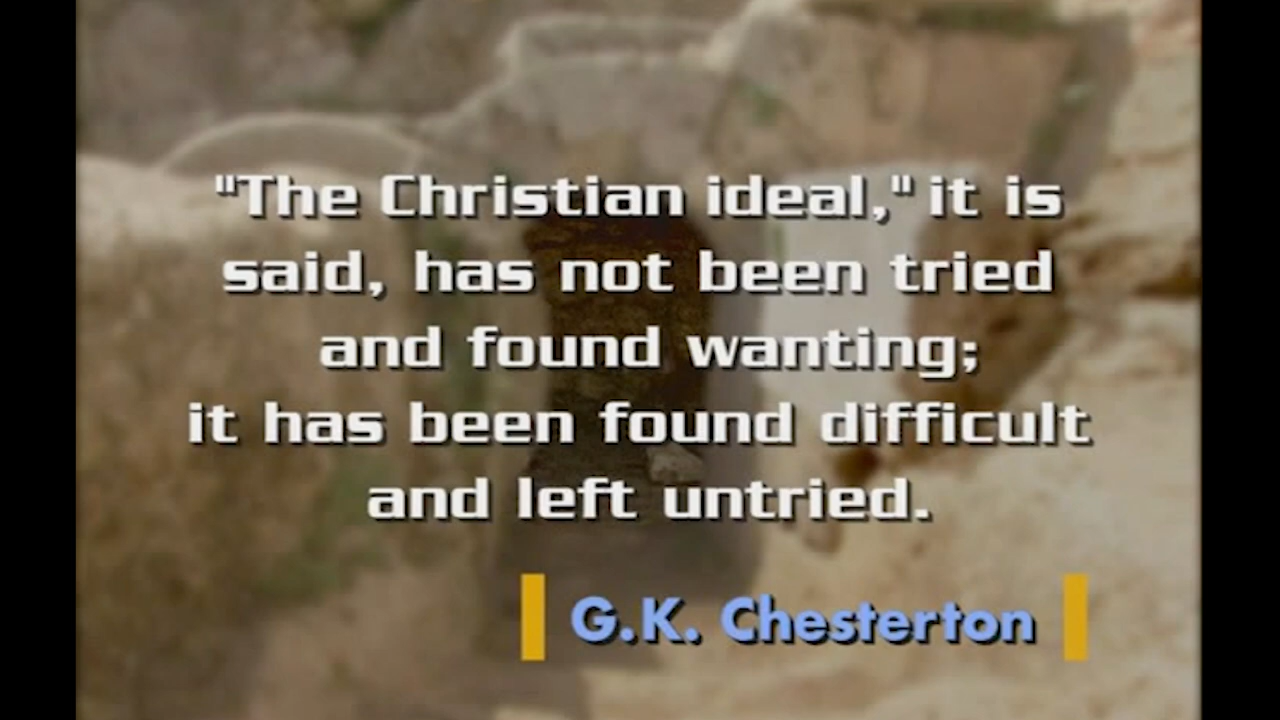 "The Christian ideal," it is
said, has not been tried
and found wanting;
it has been found difficult
and left untried.
G.K. Chesterton